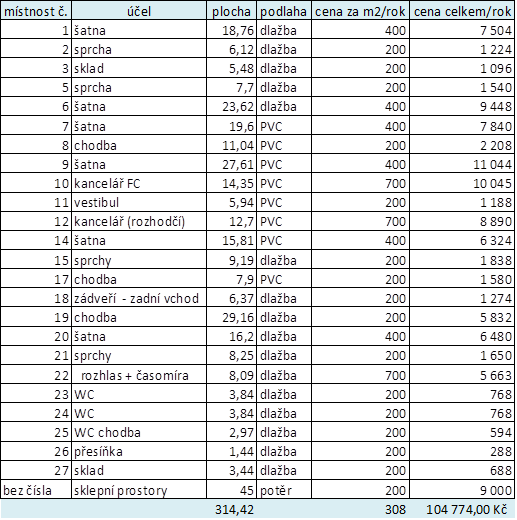 místnost č. účel plocha podlaha cena za m2/rok cena celkem/rok
1 šatna 18,76 dlažba 400 7 504
2 sprcha 6,12 dlažba 200 1 224
3 sklad 5,48 dlažba 200 1 096
5 sprcha 7,7 dlažba 200 1 540
6 šatna 23,62 dlažba 400 9 448
7 šatna 19,6 PVC 400 7 840
8 chodba 11,04 PVC 200 2 208
9 šatna 27,61 PVC 400 11 044
10 kancelář FC 14,35 PVC 700 10 045
11 vestibul 5,94 PVC 200 1 188
12 kancelář (rozhodčí) 12,7 PVC 700 8 890
14 šatna 15,81 PVC 400 6 324
15 sprchy 9,19 dlažba 200 1 838
17 chodba 7,9 PVC 200 1 580
18 zádveří - zadní vchod 6,37 dlažba 200 1 274
19 chodba 29,16 dlažba 200 5 832
20 šatna 16,2 dlažba 400 6 480
21 sprchy 8,25 dlažba 200 1 650
22 rozhlas + časomíra 8,09 dlažba 700 5 663
23 WC 3,84 dlažba 200 768
24 WC 3,84 dlažba 200 768
25 WC chodba 2,97 dlažba 200 594
26 přesíňka 1,44 dlažba 200 288
27 sklad 3,44 dlažba 200 688
bez čísla sklepní prostory 45 potěr 200 9 000
314,42 308 104 774,00 Kč